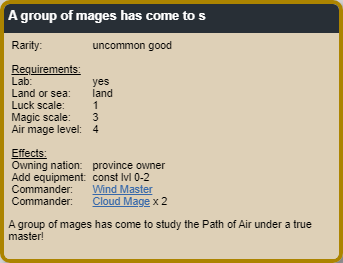 A group of mages has come to s
Rarity: uncommon good
Requirements:
Lab: yes
Land or sea: land
Luck scale: 1
Magic scale: 3
Air mage level: 4
Effects:
Owning nation: province owner
Add equipment: const lvl 0-2
Commander: Wind Master
Commander: Cloud Mage x 2
A group of mages has come to study the Path of Air under a true
master!